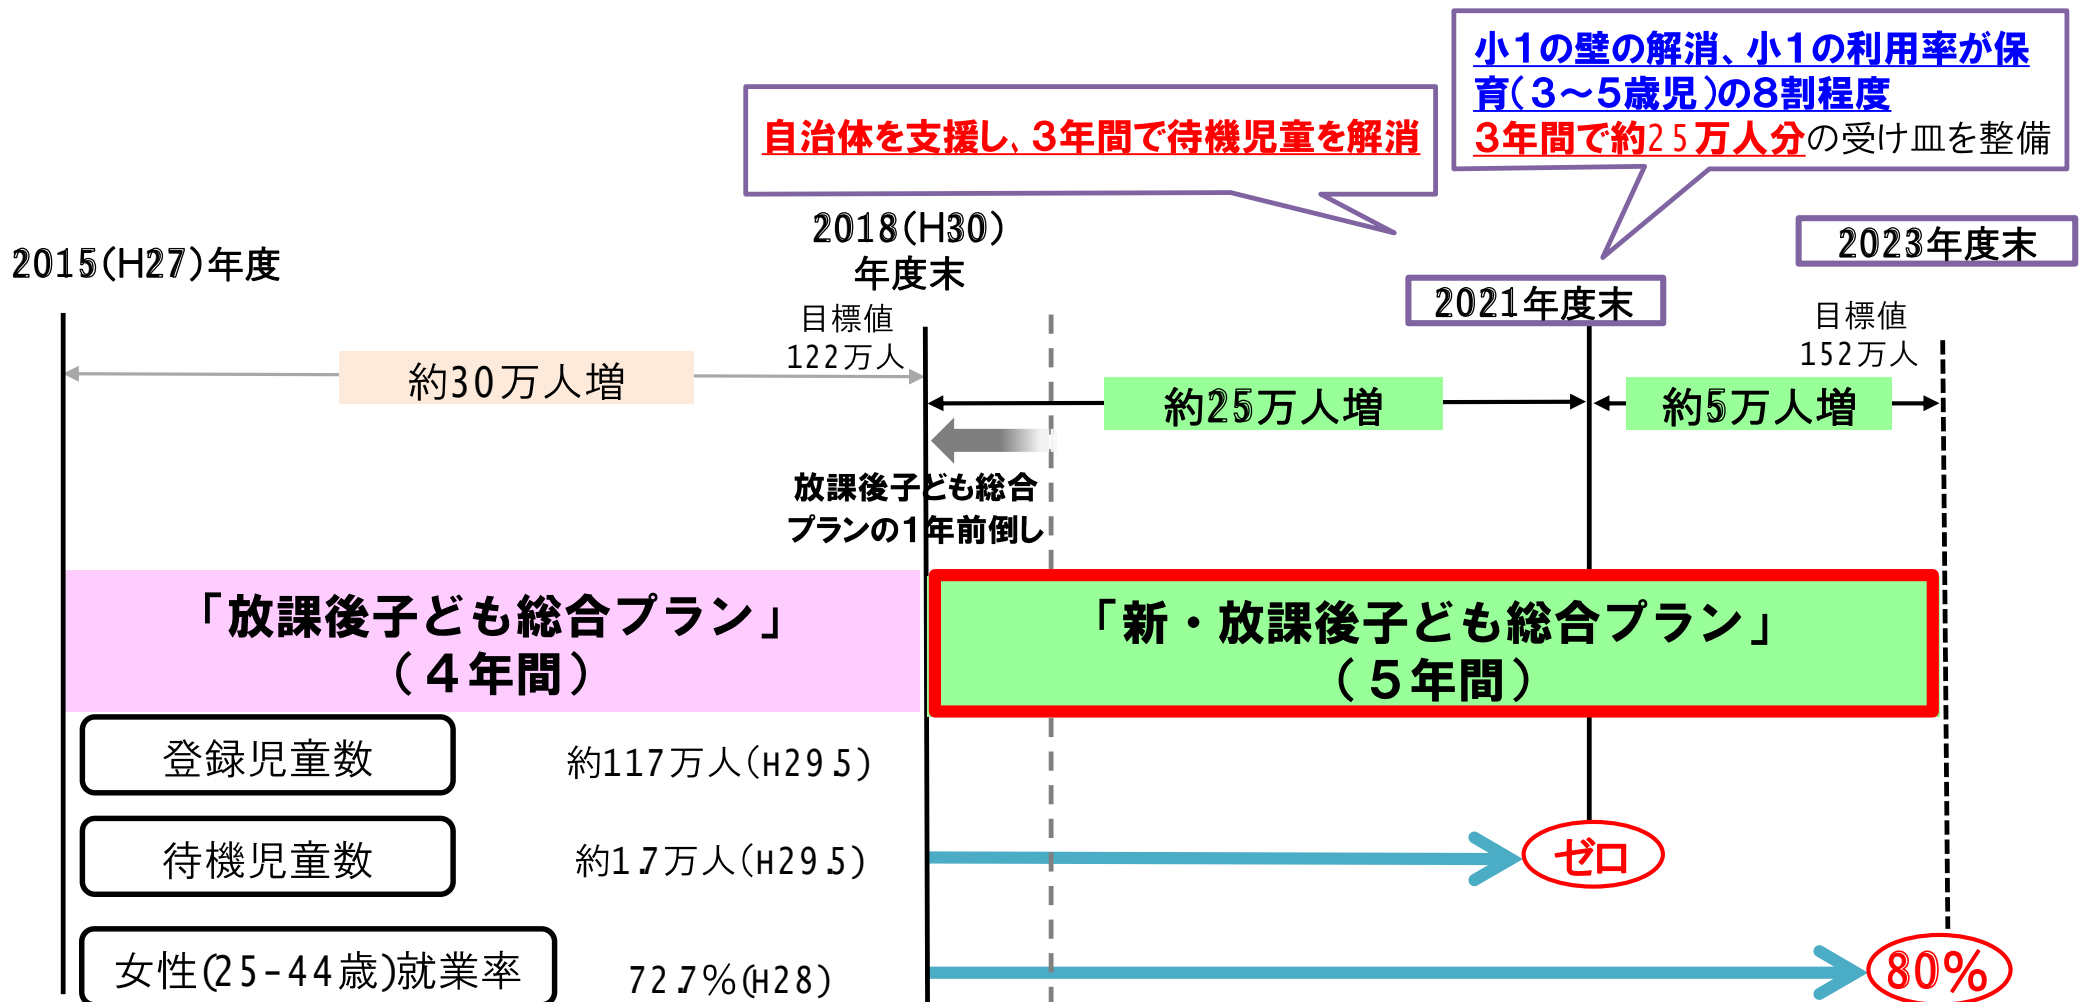 小1の壁の解消、小1の利用率が保
育(3~5歳児)の8割程度
3年間で約25万人分の受け皿を整備
自治体を支援し、3年間で待機児童を解消
2015(H27)年度
2018(H30)
年度末
2021年度末
2023年度末
目標値
122万人
目標値
152万人
約30万人増
約25万人増
約5万人増
放課後子ども総合
プランの1年前倒し
「放課後子ども総合プラン」
(4年間)
「新・放課後子ども総合プラン」
(5年間)
登録児童数
約117万人(H29.5)
待機児童数
約1.7万人(H29.5)
ゼロ
女性(25-44歳)就業率
72.7%(H28)
80%